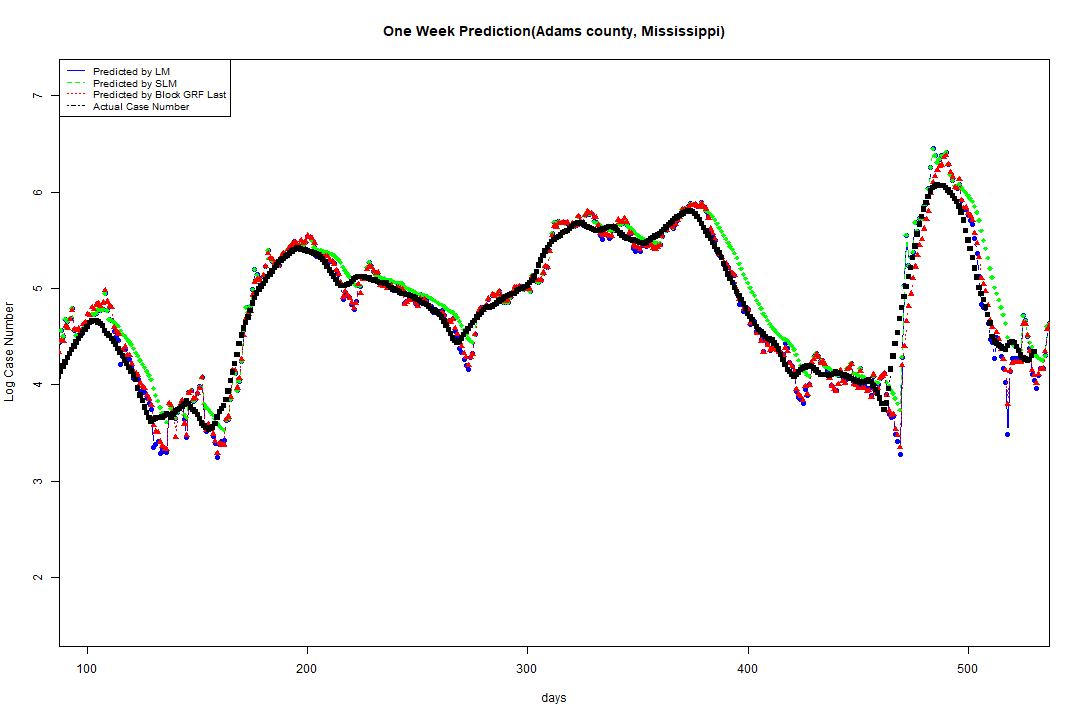 One Week Prediction(Adams county, Mississippi)
Predicted by LM
Predicted by SLM
Predicted by Block GRF Last
Actual Case Number
7
6
5
4
3
2
Log Case Number
100 200 300 400 500
days